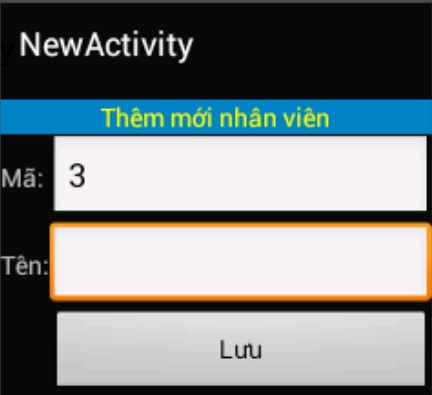 NewActivity
Thêm mới nhân viên
Mã: 3
Tên:
Lưu